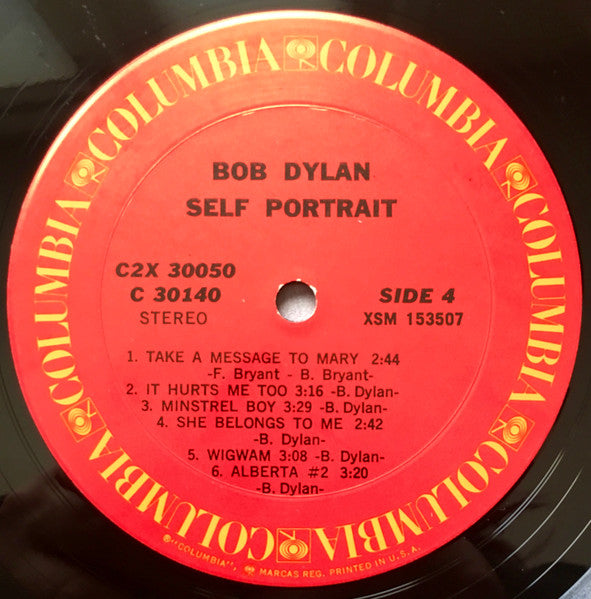 COLUMBIA COLUMBIA COLUMBIA COLUMBIA COLUMBIA COLUMBIA COLUMBIA
BOB DYLAN
SELF PORTRAIT
C2X 30050
C 30140
STEREO
SIDE 4
XSM 153507
1. TAKE A MESSAGE TO MARY 2:44
-F. Bryant - B. Bryant-
2. IT HURTS ME TOO 3:16 -B. Dylan-
3. MINSTREL BOY 3:29 -B. Dylan-
4. SHE BELONGS TO ME 2:42
-B. Dylan-
5. WIGWAM 3:08 -B. Dylan-
6. ALBERTA #2 3:20
-B. Dylan-
®"COLUMBIA", MARCAS REG. PRINTED IN U.S.A.